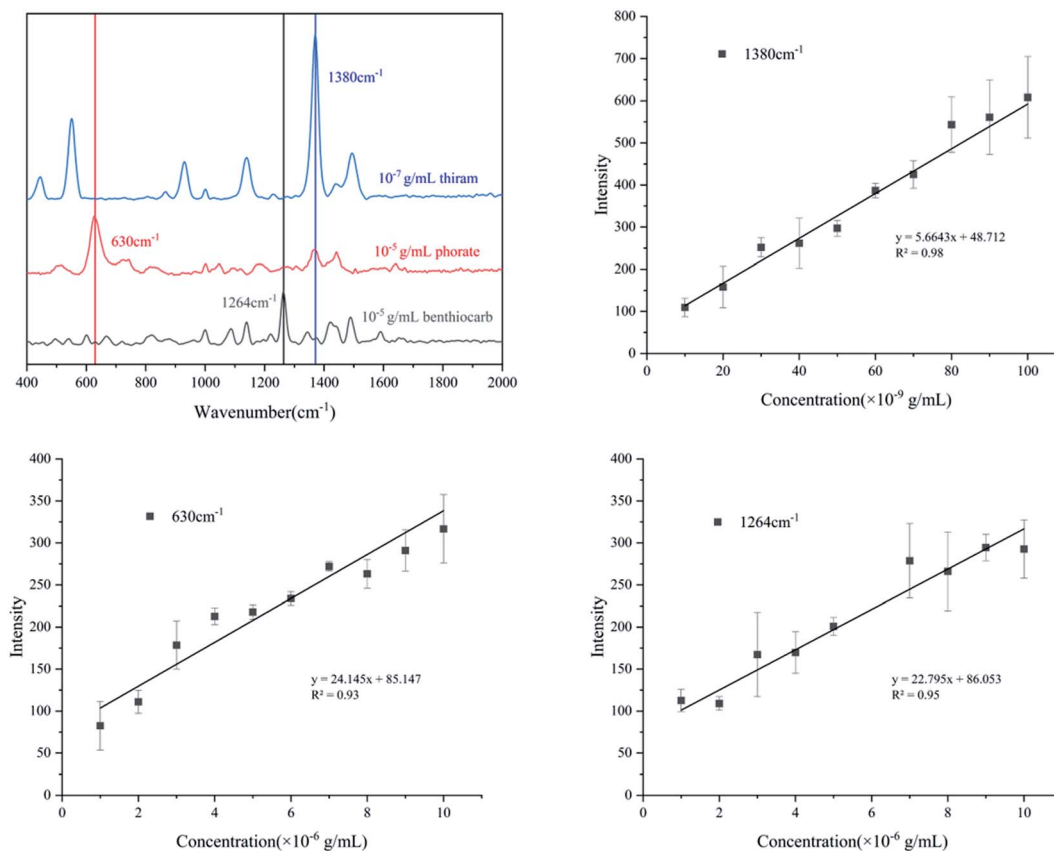 1380cm⁻¹
10⁻⁷ g/mL thiram
630cm⁻¹
10⁻⁵ g/mL phorate
1264cm⁻¹
10⁻⁵ g/mL benthiocarb
400 600 800 1000 1200 1400 1600 1800 2000
Wavenumber(cm⁻¹)
800
700
600
500
400
300
200
100
0
Intensity
1380cm⁻¹
y = 5.6643x + 48.712
R² = 0.98
0 20 40 60 80 100
Concentration(×10⁻⁹ g/mL)
400
350
300
250
200
150
100
50
0
Intensity
630cm⁻¹
y = 24.145x + 85.147
R² = 0.93
0 2 4 6 8 10
Concentration(×10⁻⁶ g/mL)
400
350
300
250
200
150
100
50
0
Intensity
1264cm⁻¹
y = 22.795x + 86.053
R² = 0.95
0 2 4 6 8 10
Concentration(×10⁻⁶ g/mL)